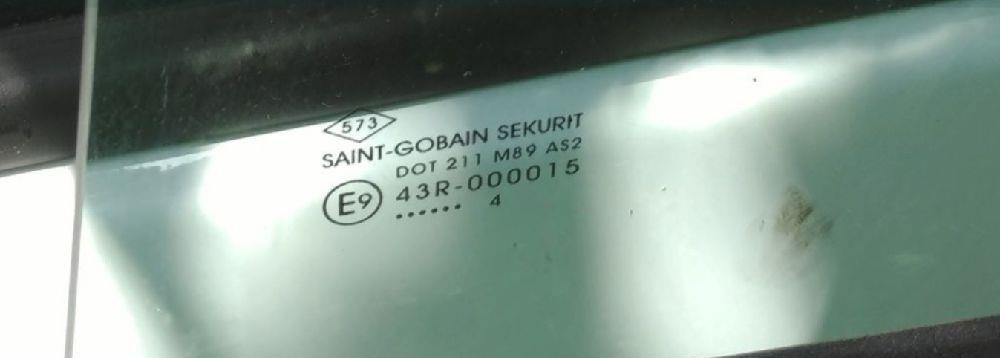 573
SAINT-GOBAIN SEKURIT
DOT 211 M89 AS2
E9 43R-000015
...... 4